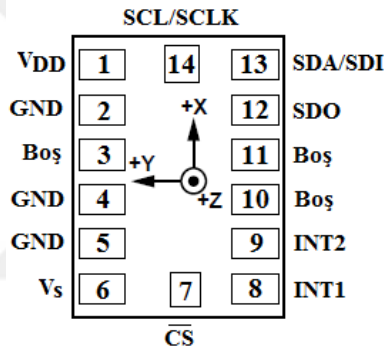 SCL/SCLK
VDD 1 14 13 SDA/SDI
GND 2 +X 12 SDO
Boş 3 +Y 11 Boş
GND 4 +Z 10 Boş
GND 5 9 INT2
Vs 6 7 8 INT1
C̅S̅